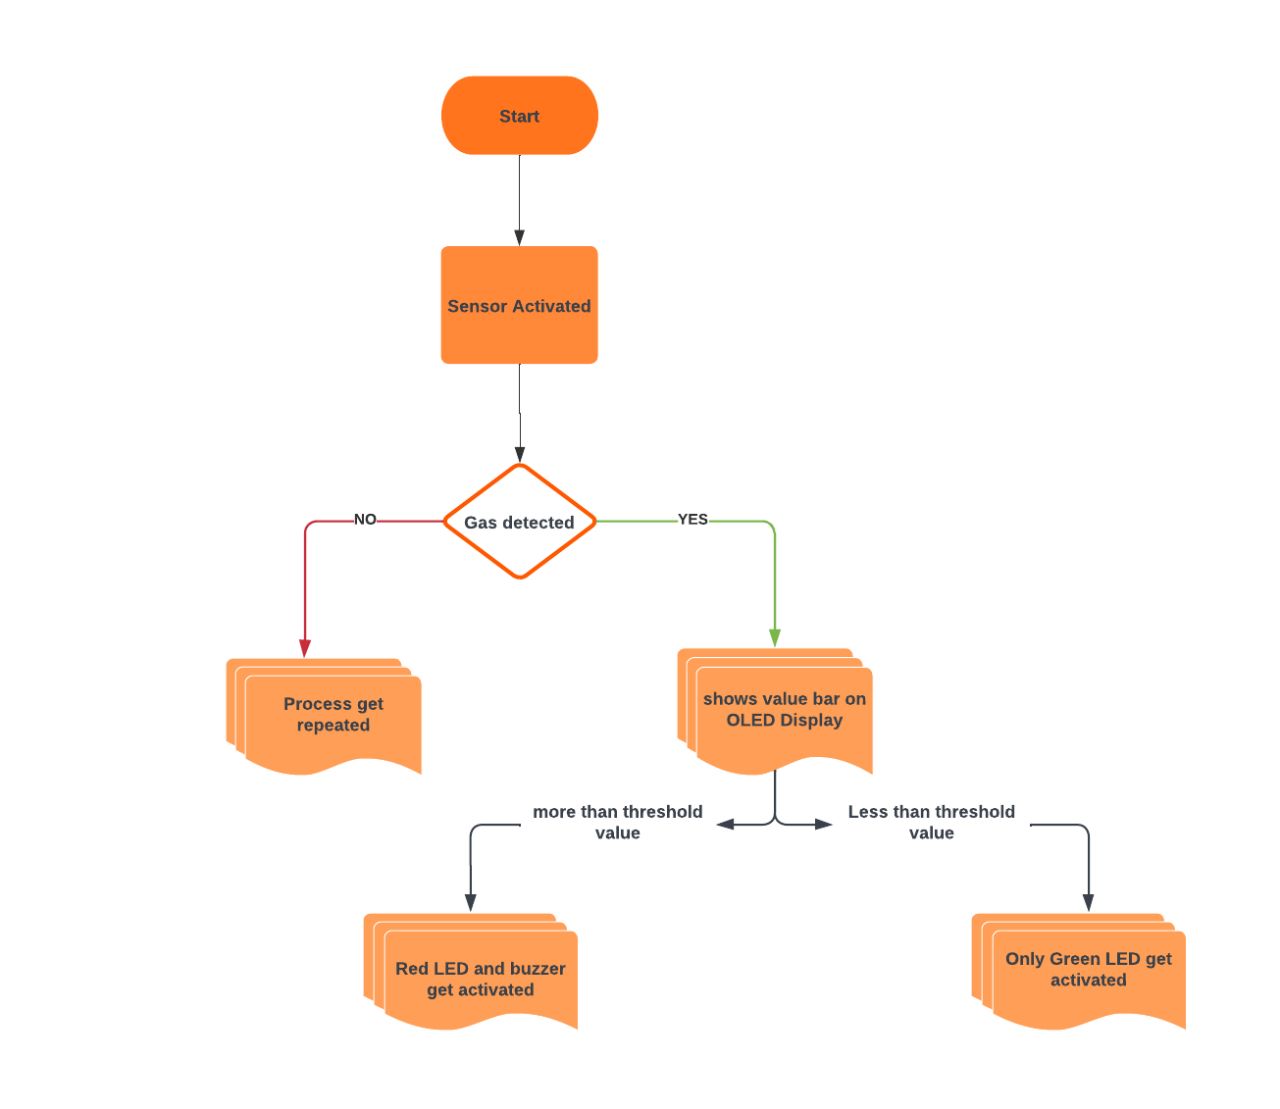 Start
Sensor Activated
Gas detected
NO
YES
Process get
repeated
shows value bar on
OLED Display
more than threshold
value
Less than threshold
value
Red LED and buzzer
get activated
Only Green LED get
activated